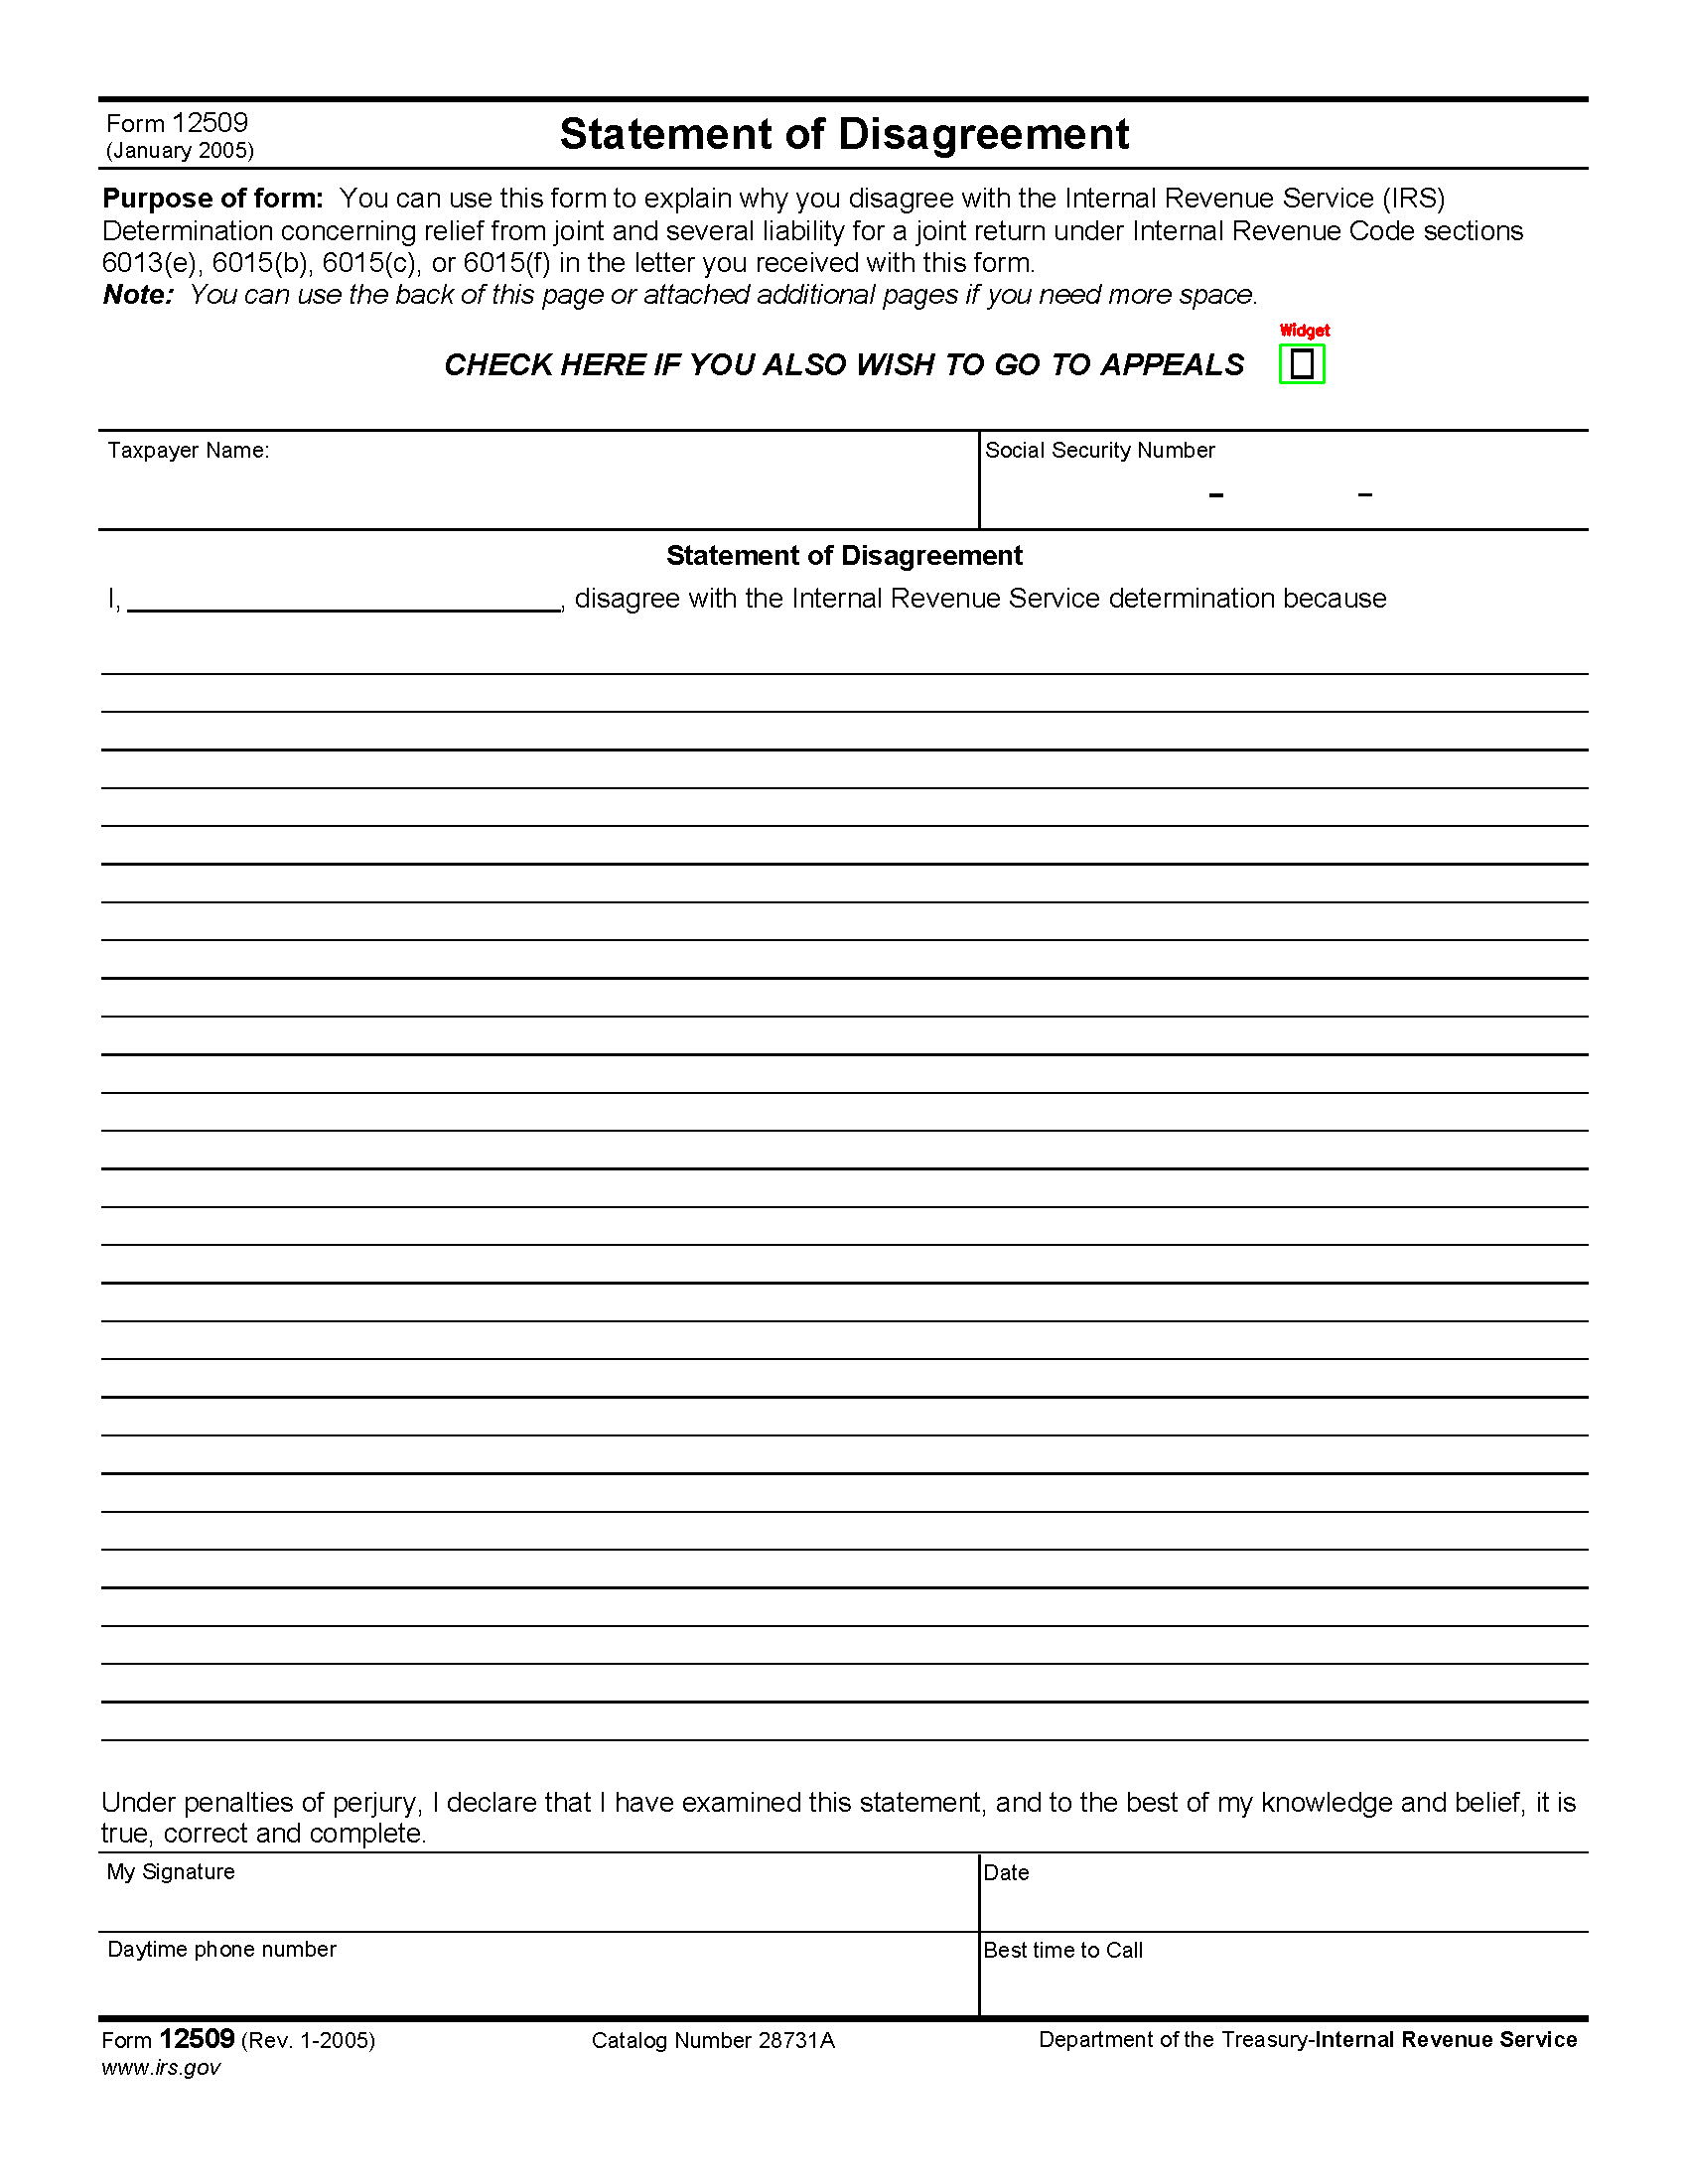 Form 12509
(January 2005)
Statement of Disagreement
Purpose of form: You can use this form to explain why you disagree with the Internal Revenue Service (IRS)
Determination concerning relief from joint and several liability for a joint return under Internal Revenue Code sections
6013(e), 6015(b), 6015(c), or 6015(f) in the letter you received with this form.
Note: You can use the back of this page or attached additional pages if you need more space.
Widget
CHECK HERE IF YOU ALSO WISH TO GO TO APPEALS
Taxpayer Name:
Social Security Number
– –
Statement of Disagreement
I, ______________________________, disagree with the Internal Revenue Service determination because
Under penalties of perjury, I declare that I have examined this statement, and to the best of my knowledge and belief, it is
true, correct and complete.
My Signature
Date
Daytime phone number
Best time to Call
Form 12509 (Rev. 1-2005)
Catalog Number 28731A
Department of the Treasury-Internal Revenue Service
www.irs.gov